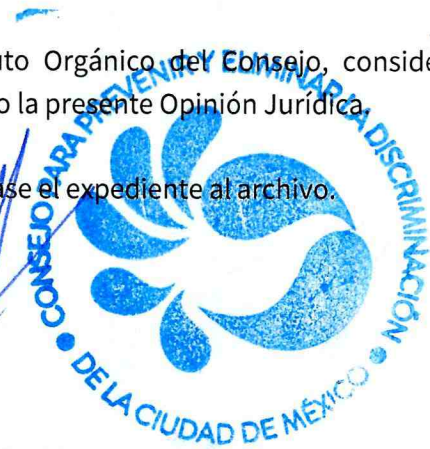 uto Orgánico del Consejo, conside
o la presente Opinión Jurídica.
ase el expediente al archivo.
CONSEJO PARA PREVENIR Y ELIMINAR LA DISCRIMINACIÓN
DE LA CIUDAD DE MÉXICO